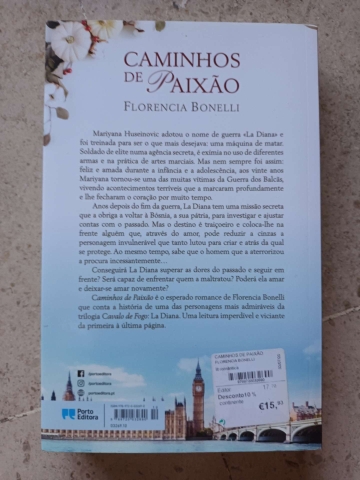 CAMINHOS
DE PAIXÃO
FLORENCIA BONELLI
Mariyana Huseinovic adotou o nome de guerra «La Diana» e
foi treinada para ser o que mais desejava: uma máquina de matar.
Soldado de elite numa agência secreta, é exímia no uso de diferentes
armas e na prática de artes marciais. Mas nem sempre foi assim:
feliz e amada durante a infância e a adolescência, aos vinte anos
Mariyana tornou-se uma das muitas vítimas da Guerra dos Balcãs,
vivendo acontecimentos terríveis que a marcaram profundamente
e lhe fecharam o coração por muito tempo.
Anos depois do fim da guerra, La Diana tem uma missão secreta
que a obriga a voltar à Bósnia, a sua pátria, para investigar e ajustar
contas com o passado. Mas o destino é traiçoeiro e coloca-lhe na
frente alguém que, através do amor, pode reduzir a cinzas a
personagem invulnerável que tanto lutou para criar e atrás da qual
se protege. Ao mesmo tempo, sabe que o homem que a aterrorizou
a procura incessantemente...
Conseguirá La Diana superar as dores do passado e seguir em
frente? Será capaz de enfrentar quem a maltratou? Poderá ela amar
e deixar-se amar novamente?
Caminhos de Paixão é o esperado romance de Florencia Bonelli
que conta a história de uma das personagens mais admiráveis da
trilogia Cavalo de Fogo: La Diana. Uma leitura imperdível e viciante
da primeira à última página.
CAMINHOS DE PAIXÃO
FLORENCIA BONELLI
Desconto10 %
continente
€15,
Porto
Editora